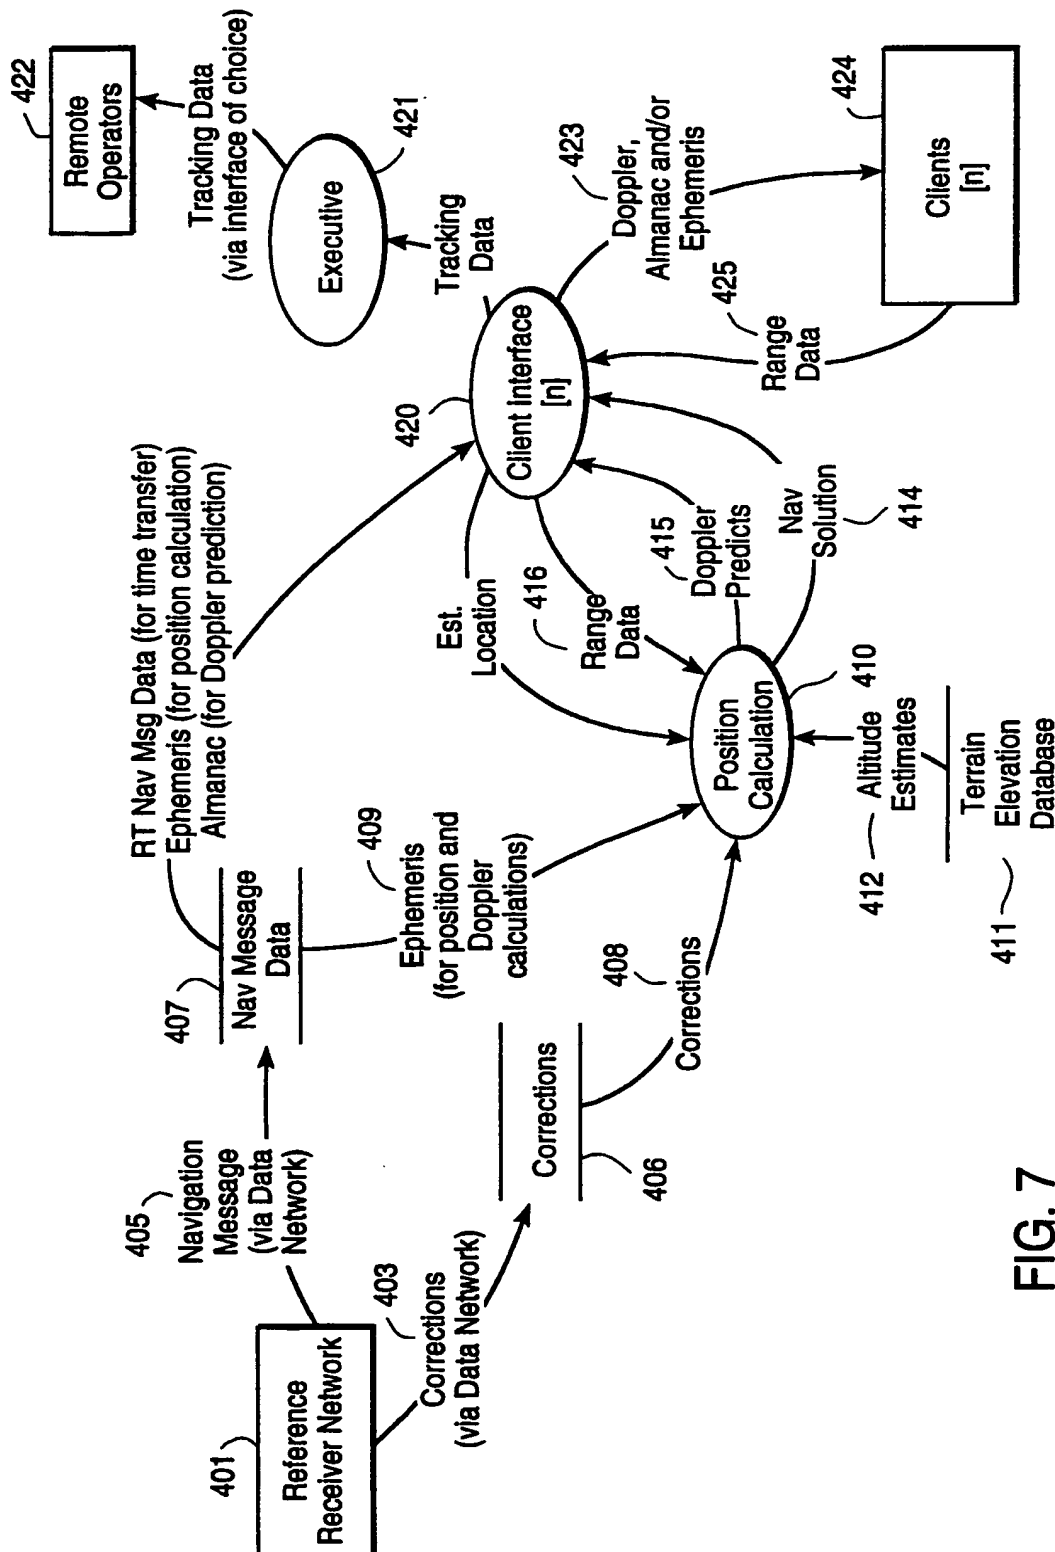 401
Reference
Receiver Network
405
Navigation
Message
(via Data
Network)
403
Corrections
(via Data Network)
407
Nav Message
Data
RT Nav Msg Data (for time transfer)
Ephemeris (for position calculation)
Almanac (for Doppler prediction)
409
Ephemeris
(for position and
Doppler
calculations)
Corrections
406
408
Corrections
Est.
Location
416
Range
Data
415
Doppler
Predicts
Nav
Solution
414
Position
Calculation
410
412
Altitude
Estimates
411
Terrain
Elevation
Database
420
Client Interface
[n]
Tracking
Data
Executive
421
Tracking Data
(via interface of choice)
422
Remote
Operators
423
Doppler,
Almanac and/or
Ephemeris
425
Range
Data
424
Clients
[n]
FIG. 7